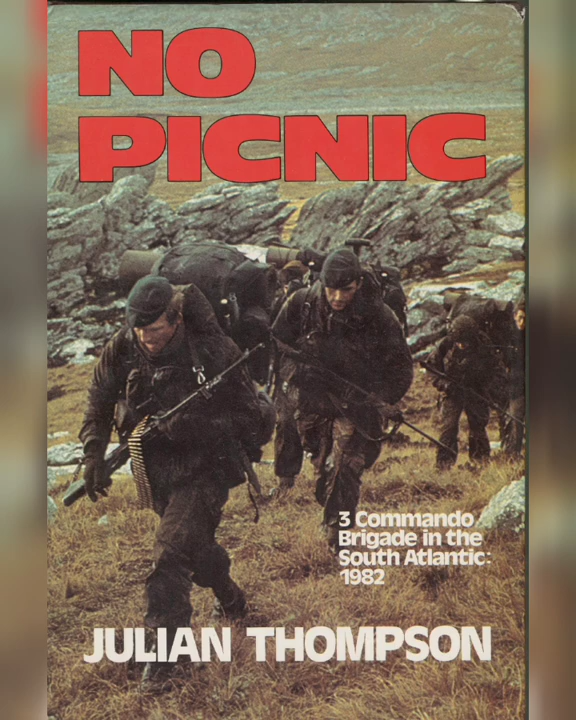 NO
PICNIC
3 Commando
Brigade in the
South Atlantic:
1982
JULIAN THOMPSON